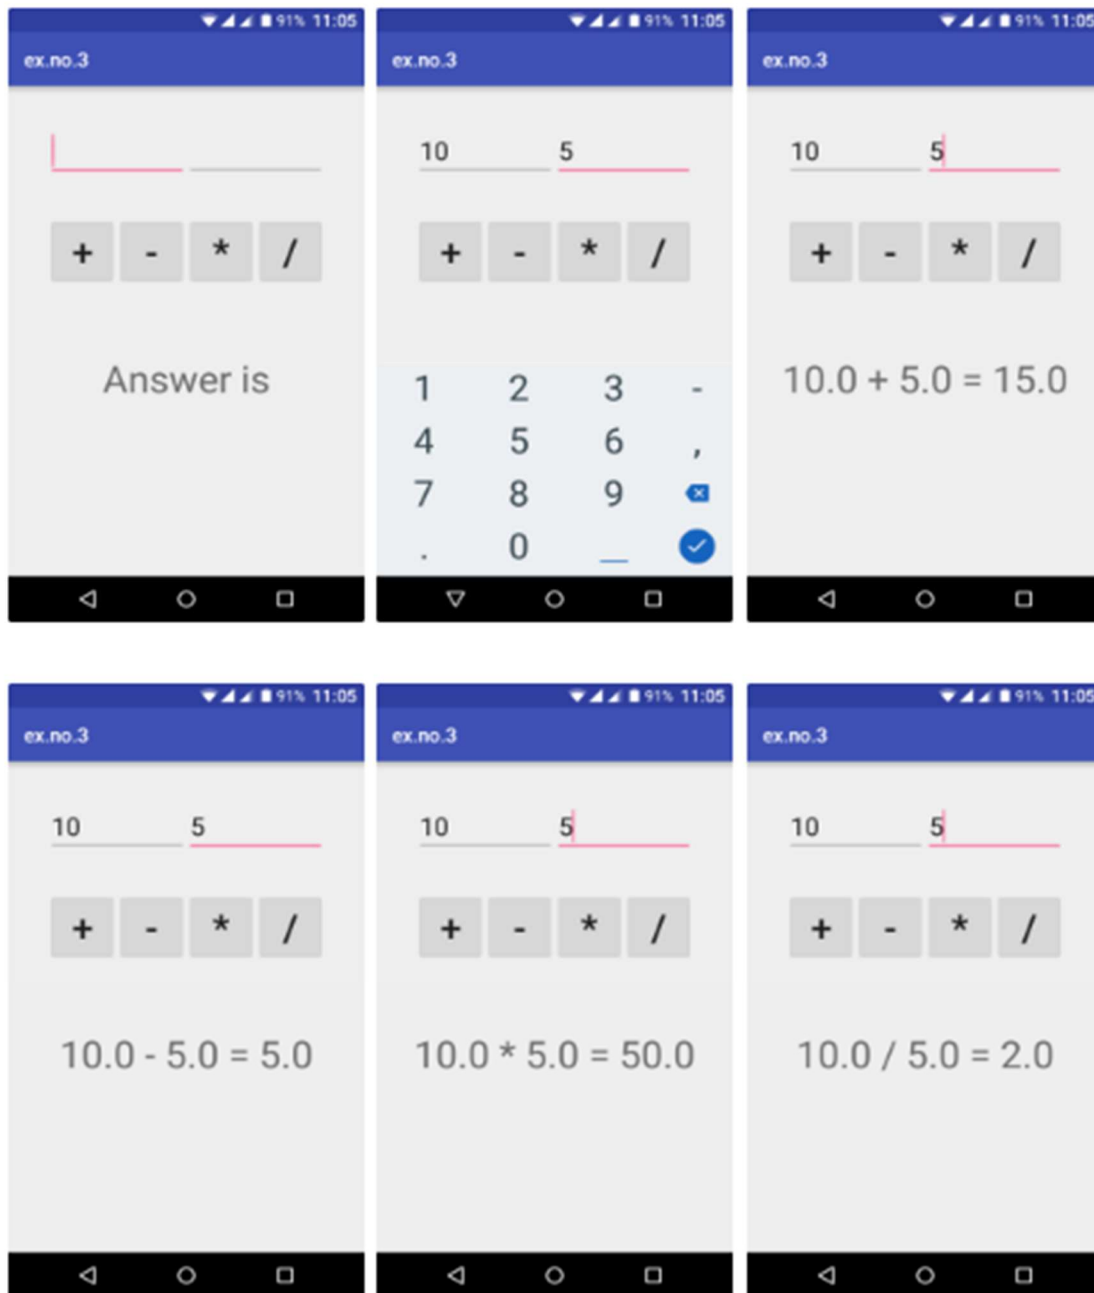 91% 11:05
ex.no.3
+ - * /
Answer is
91% 11:05
ex.no.3
10 5
+ - * /
1 2 3 -
4 5 6 ,
7 8 9
. 0 _
91% 11:05
ex.no.3
10 5
+ - * /
10.0 + 5.0 = 15.0
91% 11:05
ex.no.3
10 5
+ - * /
10.0 - 5.0 = 5.0
91% 11:05
ex.no.3
10 5
+ - * /
10.0 * 5.0 = 50.0
91% 11:05
ex.no.3
10 5
+ - * /
10.0 / 5.0 = 2.0